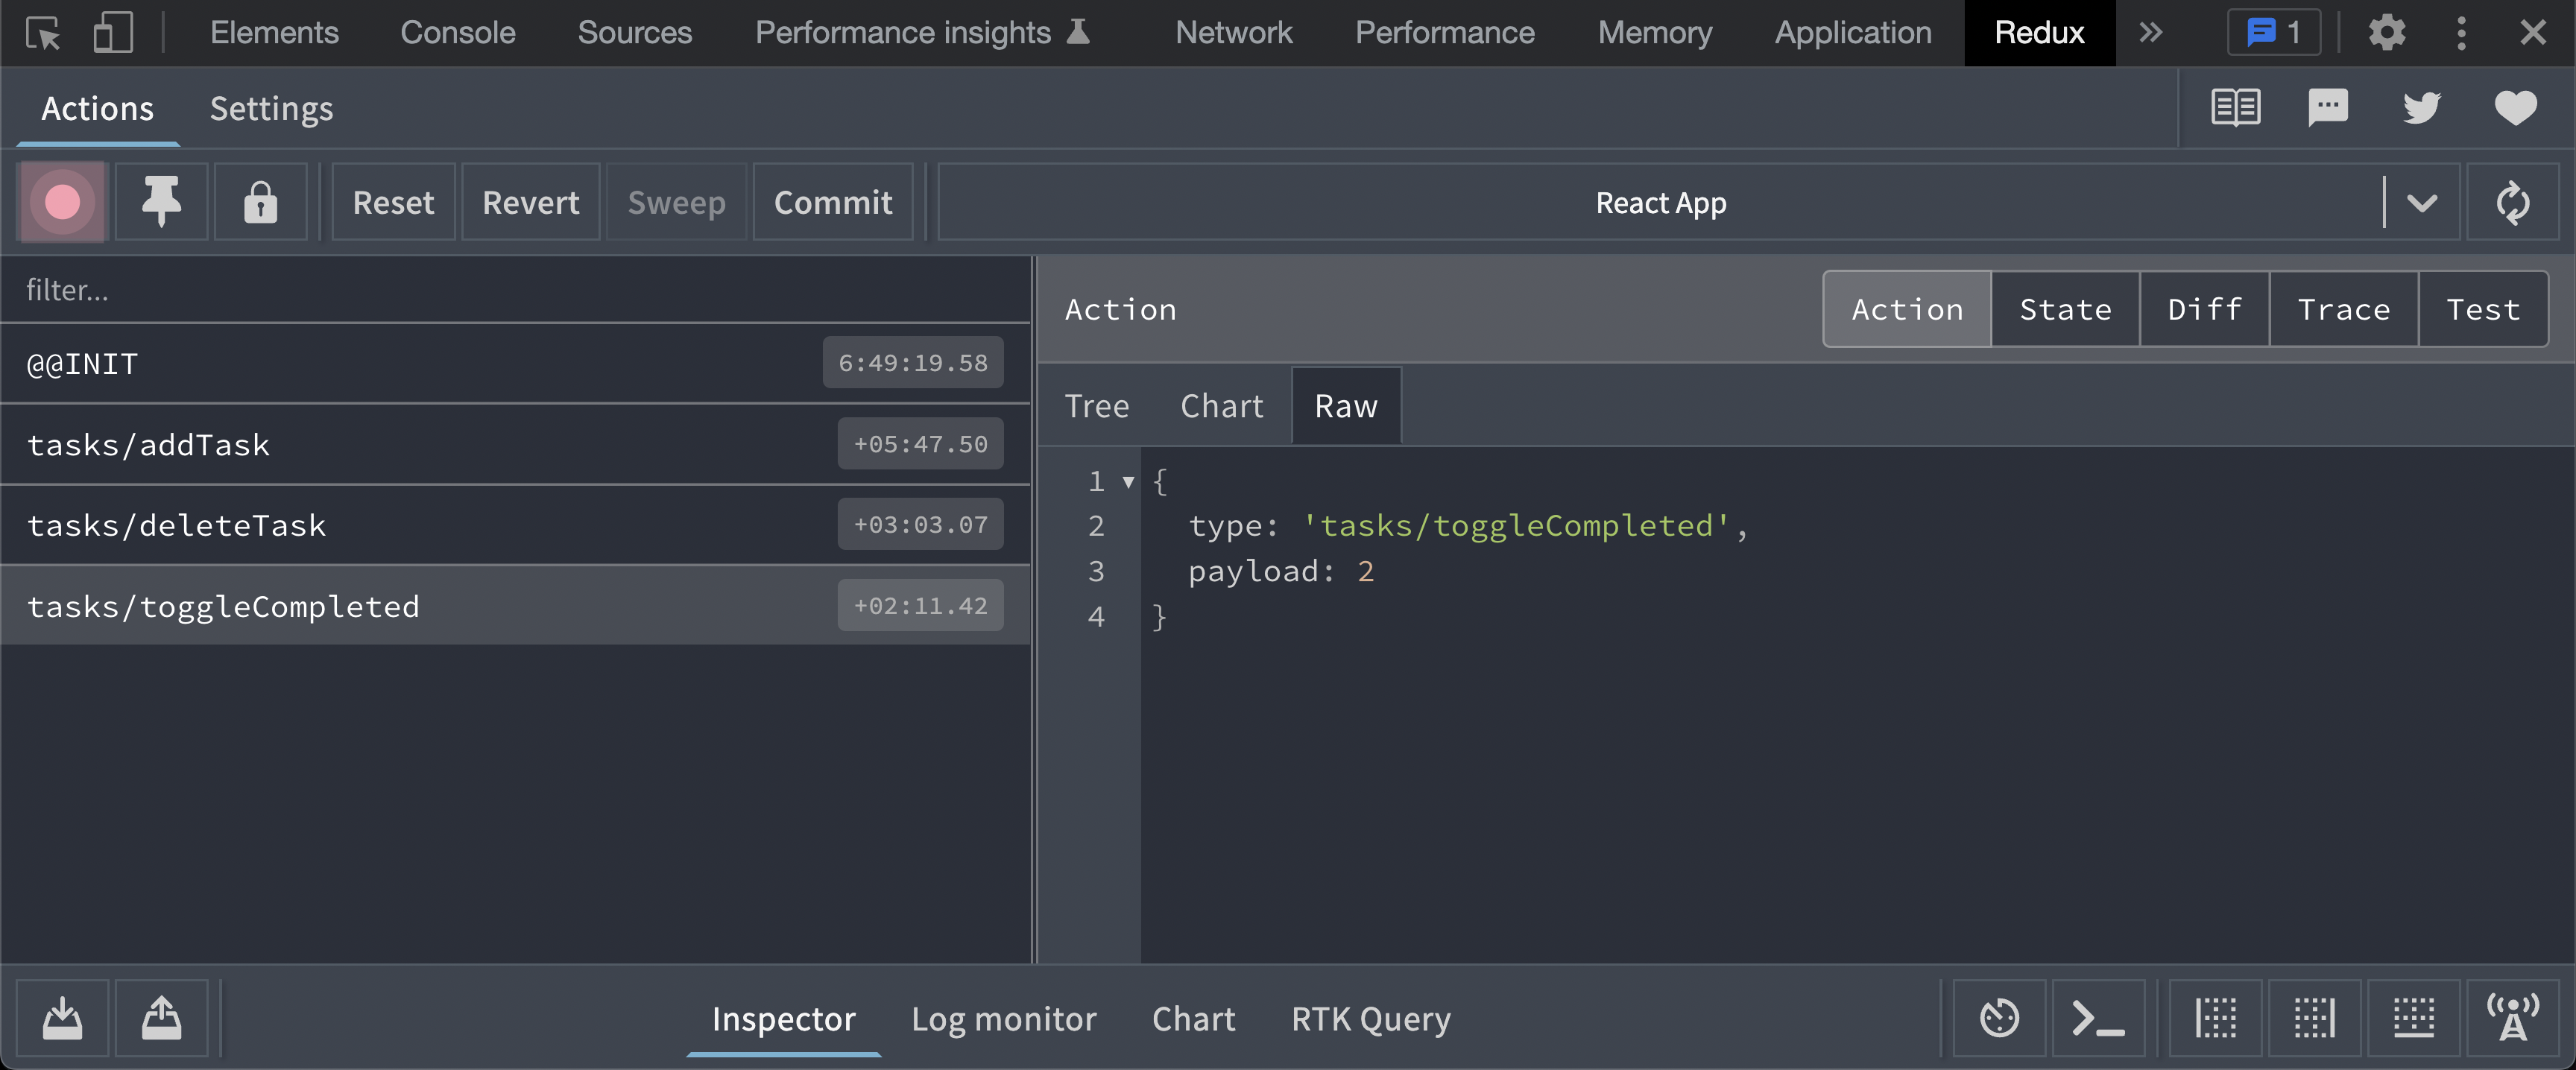 Elements Console Sources Performance insights Network Performance Memory Application Redux » 1
Actions Settings
Reset Revert Sweep Commit React App
filter...
Action Action State Diff Trace Test
@@INIT 6:49:19.58
Tree Chart Raw
tasks/addTask +05:47.50
tasks/deleteTask +03:03.07
tasks/toggleCompleted +02:11.42
1 {
2 type: 'tasks/toggleCompleted',
3 payload: 2
4 }
Inspector Log monitor Chart RTK Query